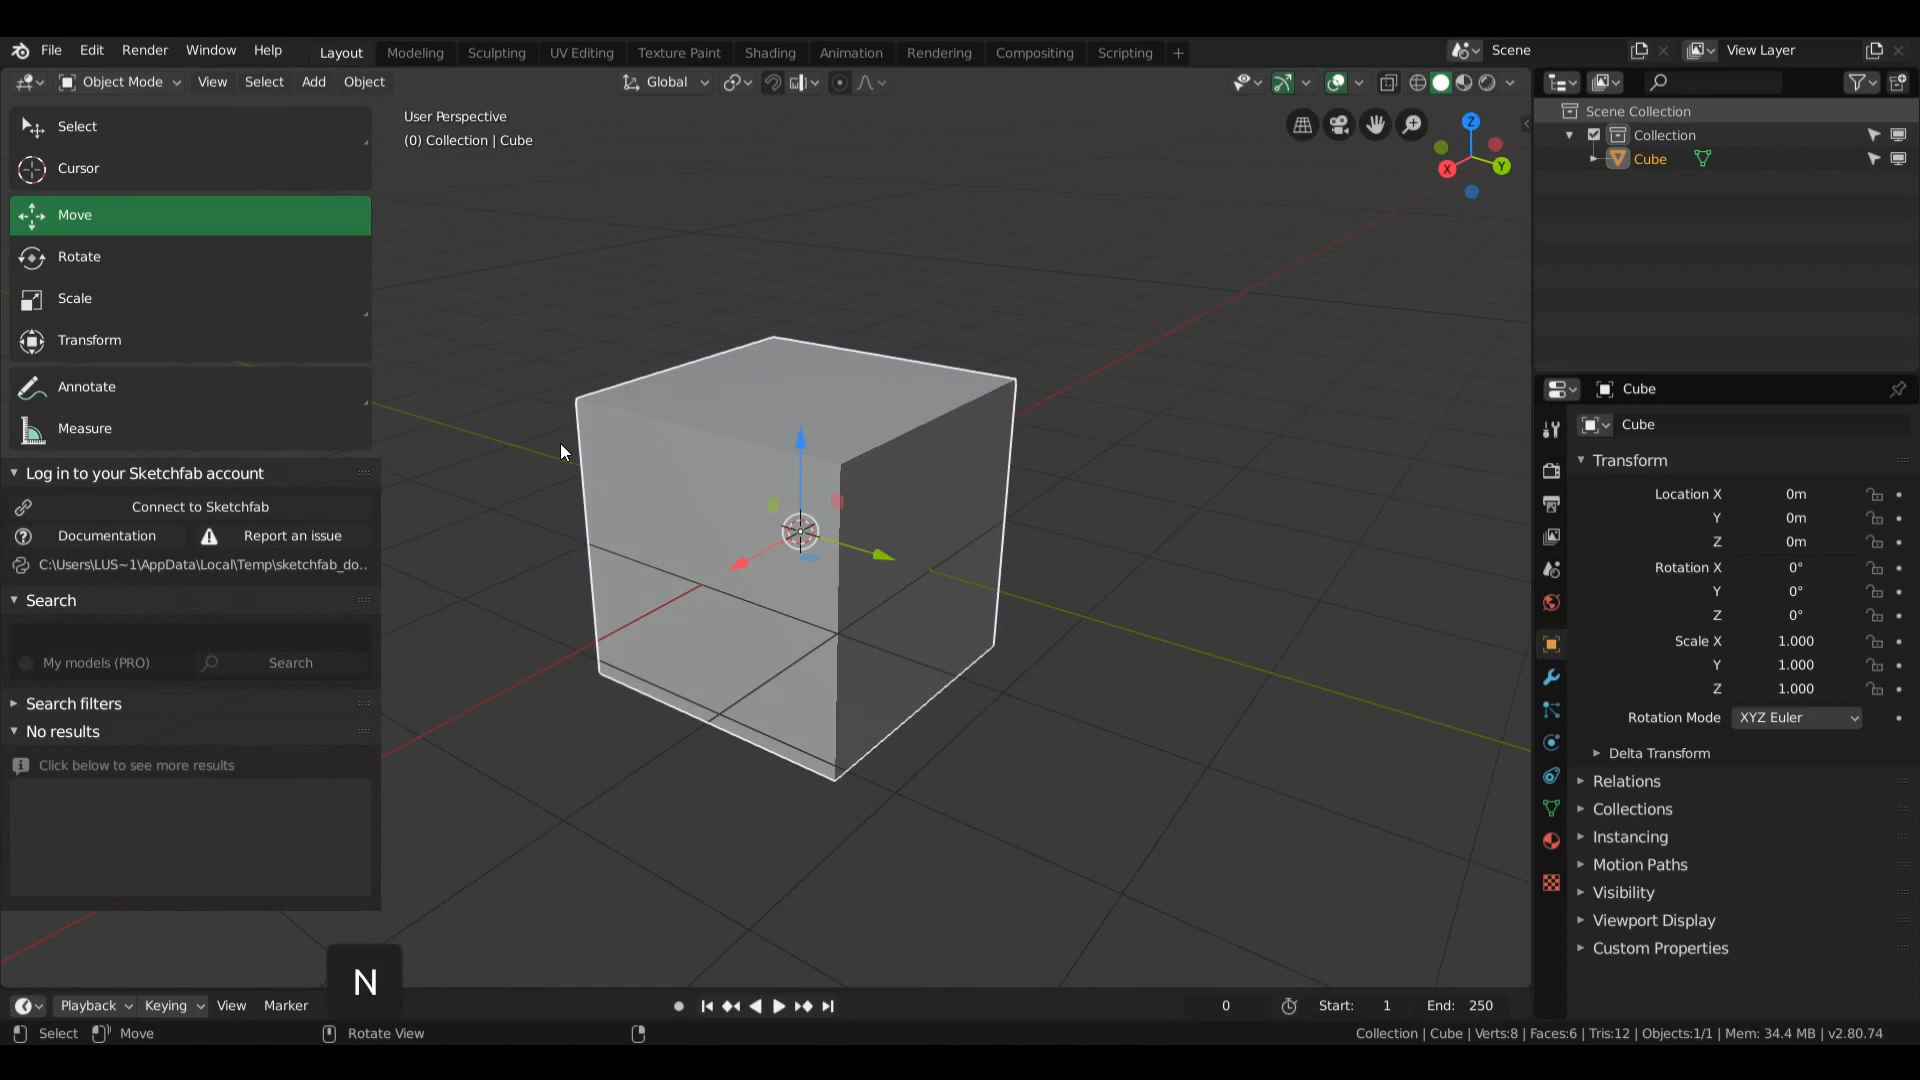 File Edit Render Window Help Layout Modeling Sculpting UV Editing Texture Paint Shading Animation Rendering Compositing Scripting + Scene View Layer
Object Mode View Select Add Object Global
User Perspective
(0) Collection | Cube
Select
Cursor
Move
Rotate
Scale
Transform
Annotate
Measure
Log in to your Sketchfab account
Connect to Sketchfab
Documentation Report an issue
C:\Users\LUS~1\AppData\Local\Temp\sketchfab_do..
Search
My models (PRO) Search
Search filters
No results
Click below to see more results
Z
X
Y
Scene Collection
Collection
Cube
Cube
Cube
Transform
Location X 0m
Y 0m
Z 0m
Rotation X 0°
Y 0°
Z 0°
Scale X 1.000
Y 1.000
Z 1.000
Rotation Mode XYZ Euler
Delta Transform
Relations
Collections
Instancing
Motion Paths
Visibility
Viewport Display
Custom Properties
N
Playback Keying View Marker 0 Start: 1 End: 250
Select Move Rotate View Collection | Cube | Verts:8 | Faces:6 | Tris:12 | Objects:1/1 | Mem: 34.4 MB | v2.80.74